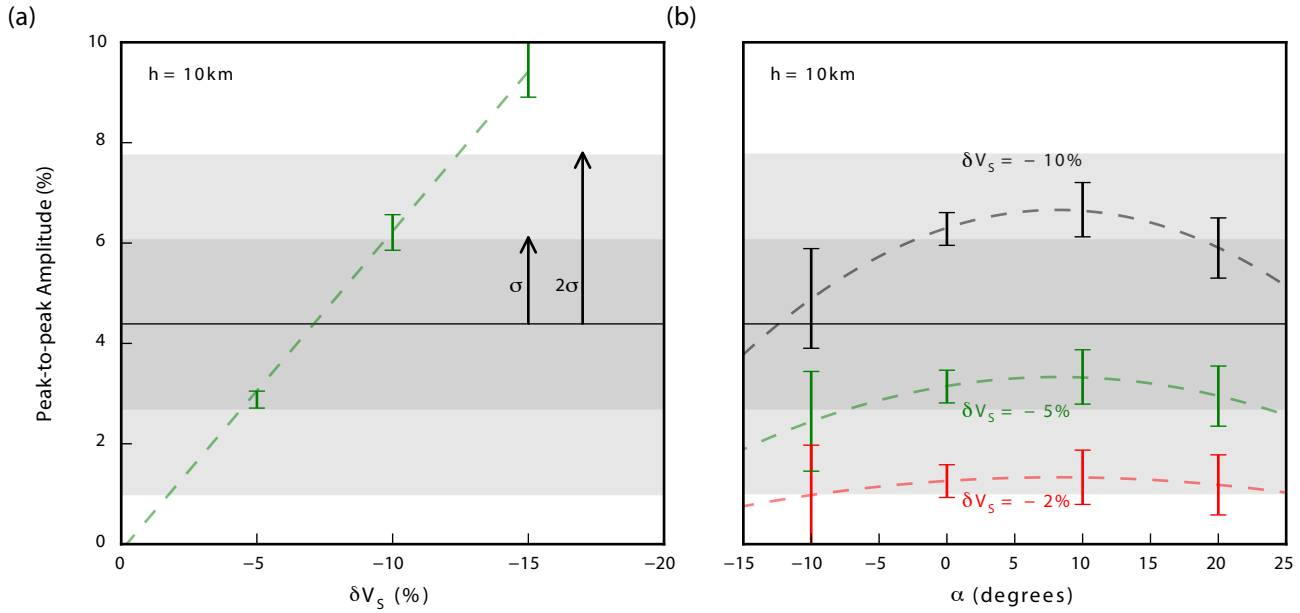 (a)
(b)
h = 10km
σ
2σ
Peak-to-peak Amplitude (%)
10
8
6
4
2
0
0 −5 −10 −15 −20
δV_S (%)
h = 10km
δV_S = − 10%
δV_S = − 5%
δV_S = − 2%
−15 −10 −5 0 5 10 15 20 25
α (degrees)